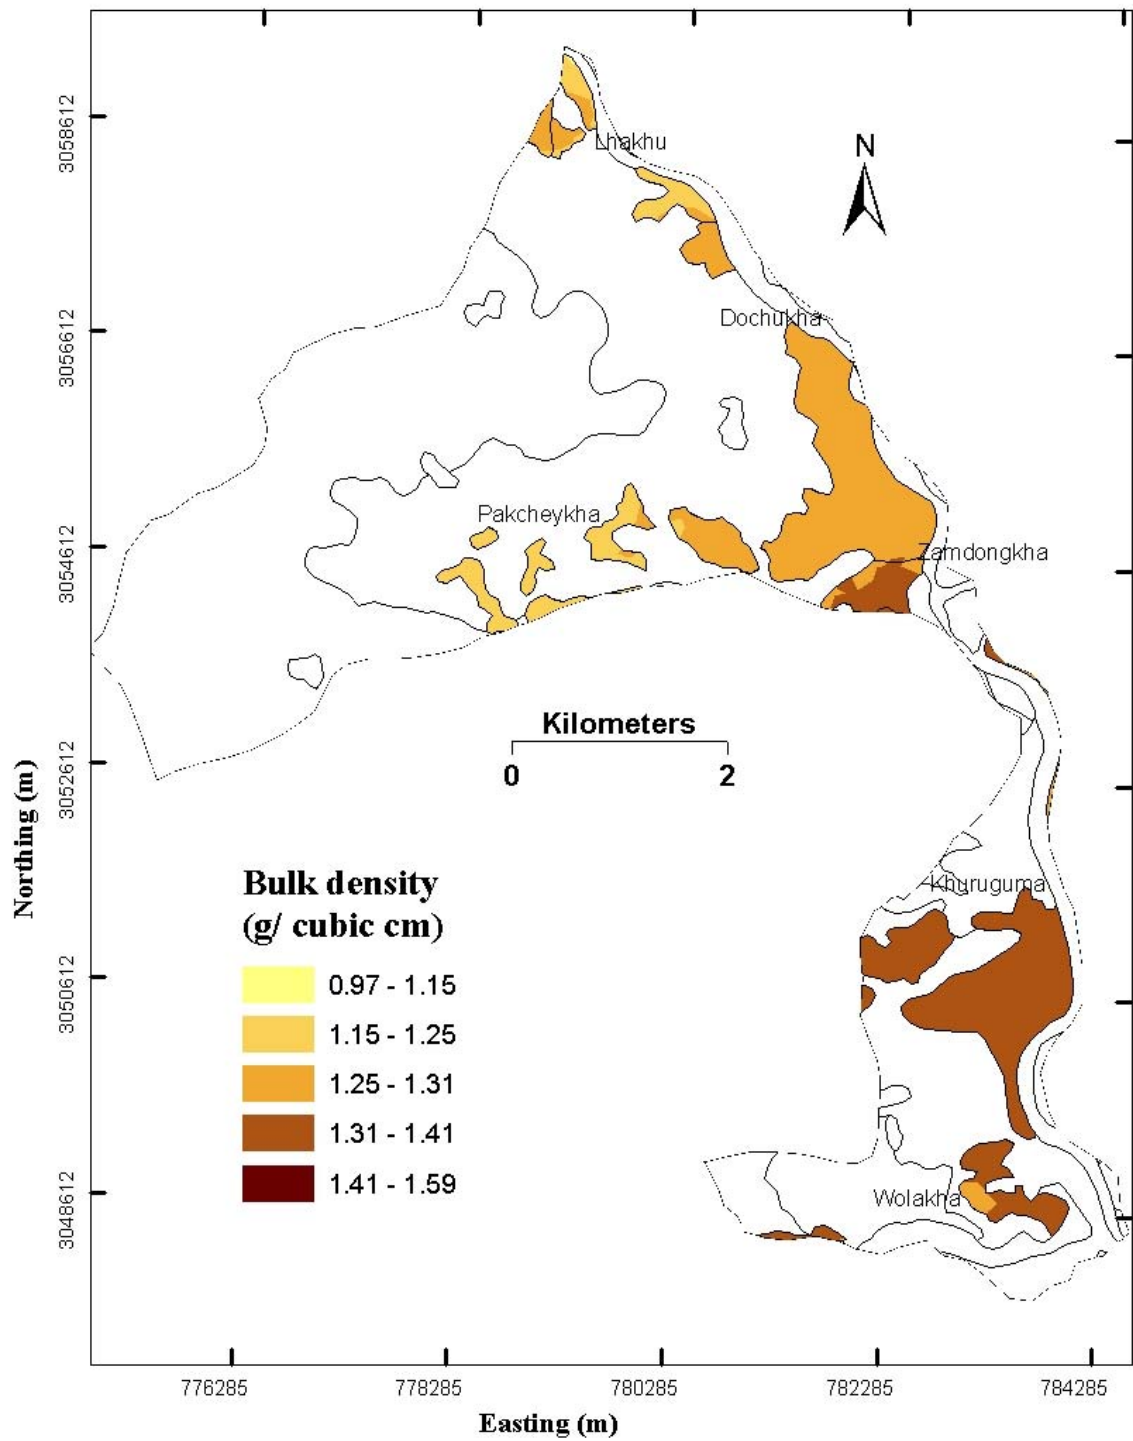 3058612
Lhakhu
N
3056612
Dochukha
Pakcheykha
3054612
Zamdongkha
Kilometers
0 2
3052612
Northing (m)
Bulk density
(g/ cubic cm)
Khuruguma
3050612
0.97 - 1.15
1.15 - 1.25
1.25 - 1.31
1.31 - 1.41
1.41 - 1.59
3048612
Wolakha
776285 778285 780285 782285 784285
Easting (m)